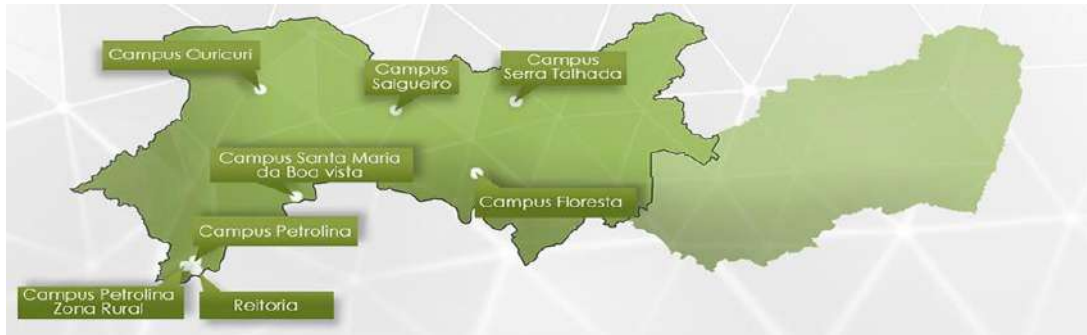 Campus Ouricuri
Campus
Salgueiro
Campus
Serra Talhada
Campus Santa Maria
da Boa vista
Campus Floresta
Campus Petrolina
Campus Petrolina
Zona Rural
Reitoria